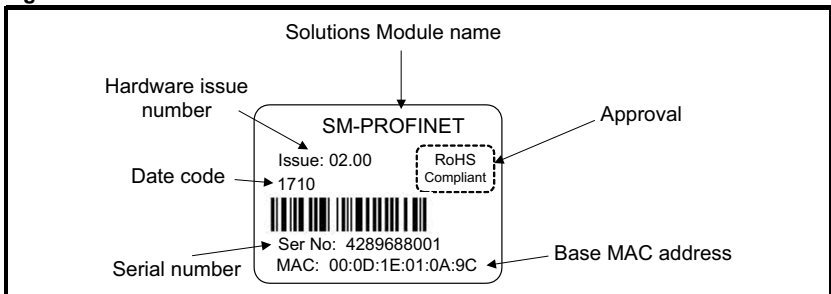 Solutions Module name
Hardware issue
number
Approval
SM-PROFINET
Issue: 02.00
RoHS
Compliant
Date code
1710
Ser No: 4289688001
Serial number
MAC: 00:0D:1E:01:0A:9C
Base MAC address